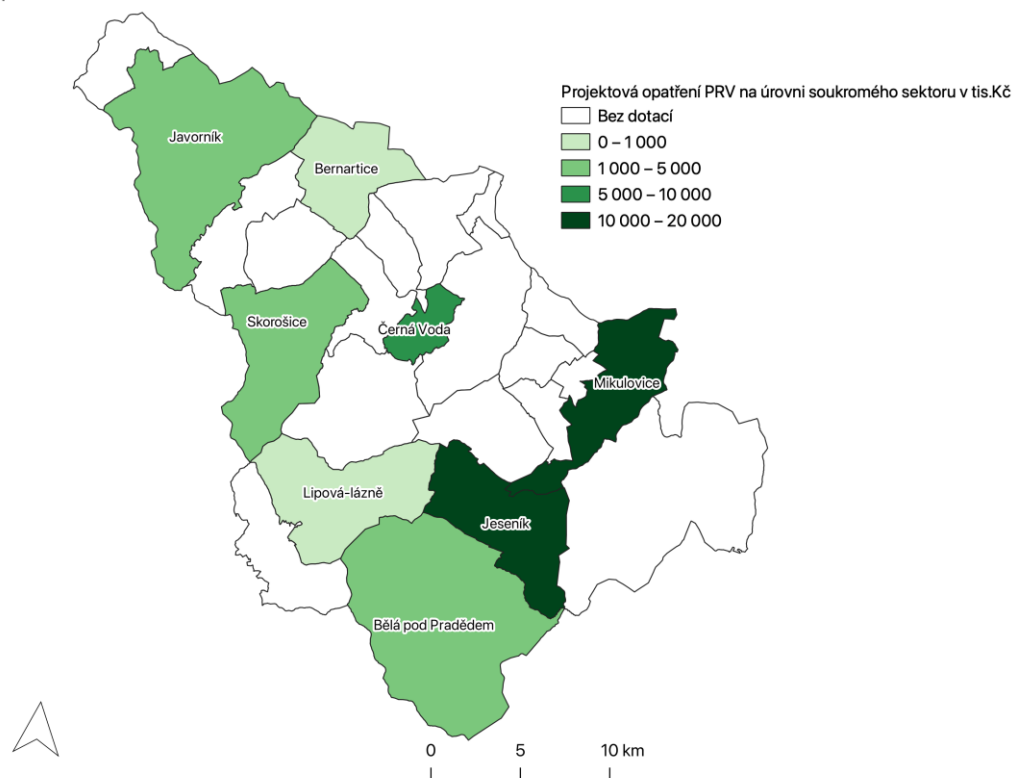 Projektová opatření PRV na úrovni soukromého sektoru v tis.Kč
Bez dotací
0 – 1 000
1 000 – 5 000
5 000 – 10 000
10 000 – 20 000
Javorník
Bernartice
Skorošice
Černá Voda
Mikulovice
Lipová-lázně
Jeseník
Bělá pod Pradědem
0 5 10 km